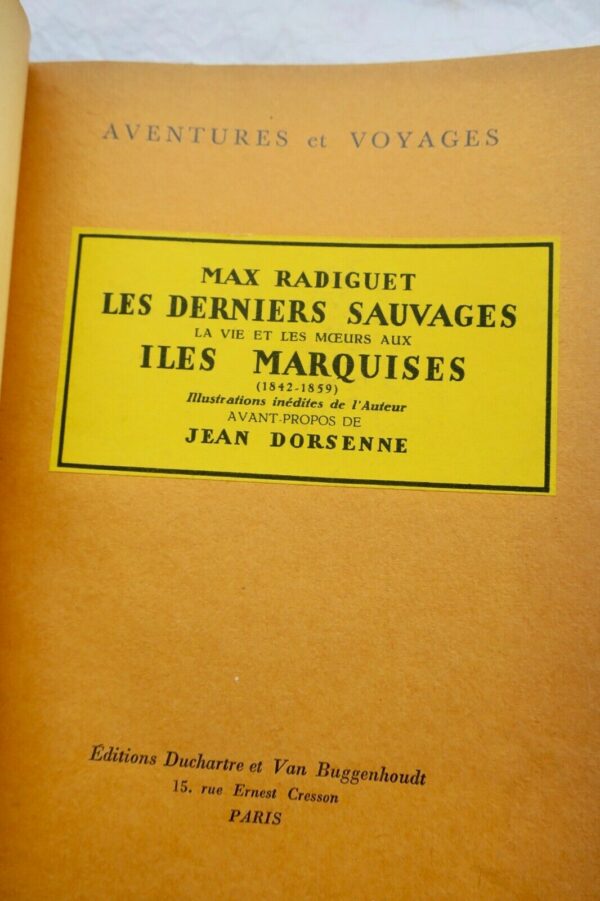 AVENTURES et VOYAGES
MAX RADIGUET
LES DERNIERS SAUVAGES
LA VIE ET LES MŒURS AUX
ILES MARQUISES
(1842-1859)
Illustrations inédites de l'Auteur
AVANT-PROPOS DE
JEAN DORSENNE
Éditions Duchartre et Van Buggenhoudt
15. rue Ernest Cresson
PARIS